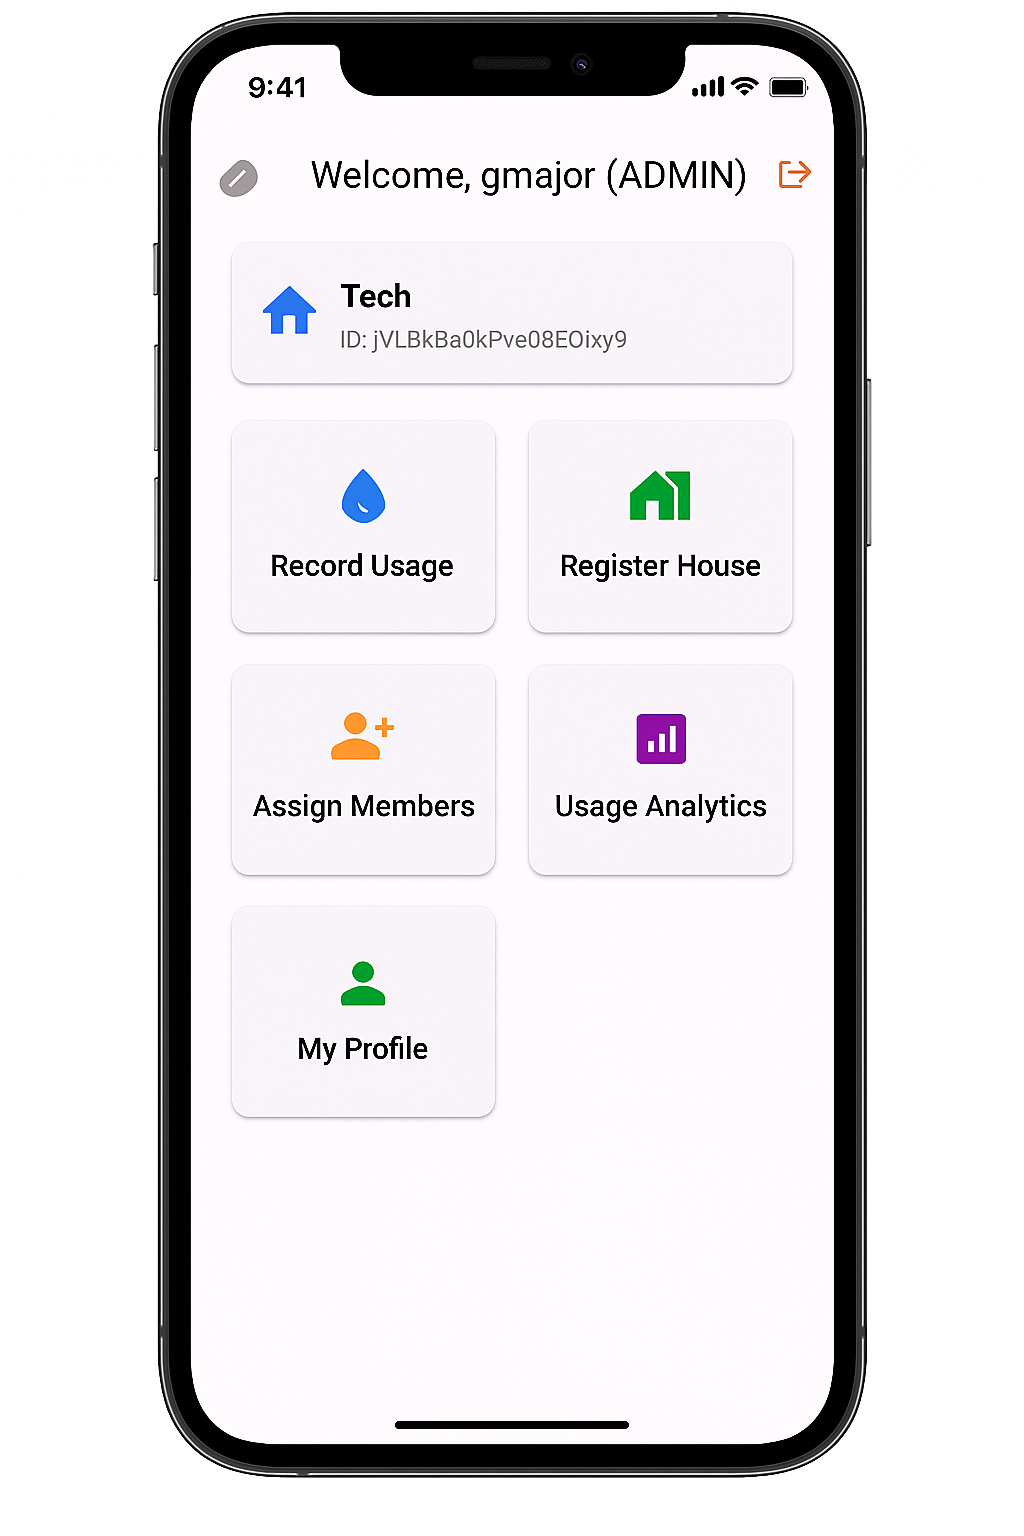 9:41
Welcome, gmajor (ADMIN)
Tech
ID: jVLBkBa0kPve08EOixy9
Record Usage
Register House
Assign Members
Usage Analytics
My Profile